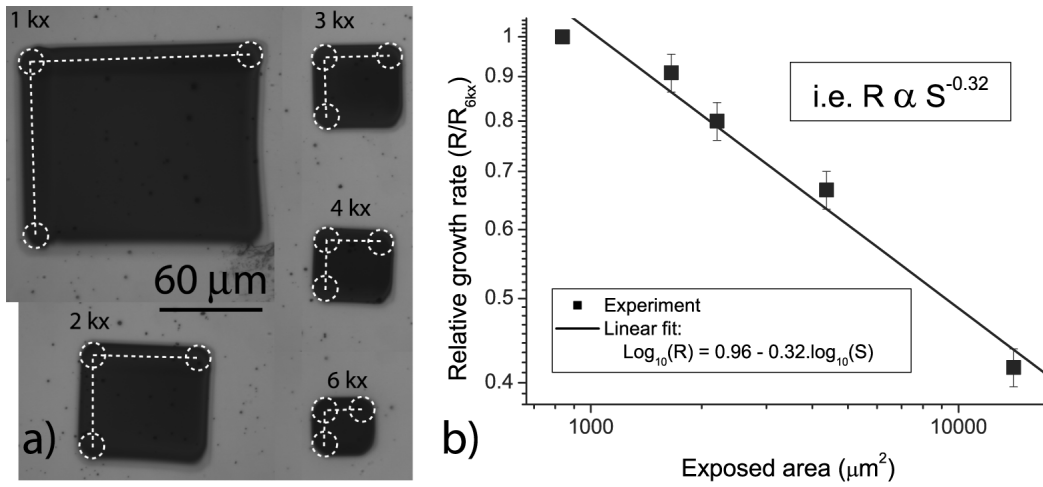 1 kx
3 kx
4 kx
60 μm
2 kx
6 kx
a)
Relative growth rate (R/R6kx)
1
0.9
0.8
0.7
0.6
0.5
0.4
i.e. R α S^-0.32
Experiment
Linear fit:
Log10(R) = 0.96 - 0.32.log10(S)
1000
10000
b)
Exposed area (μm²)